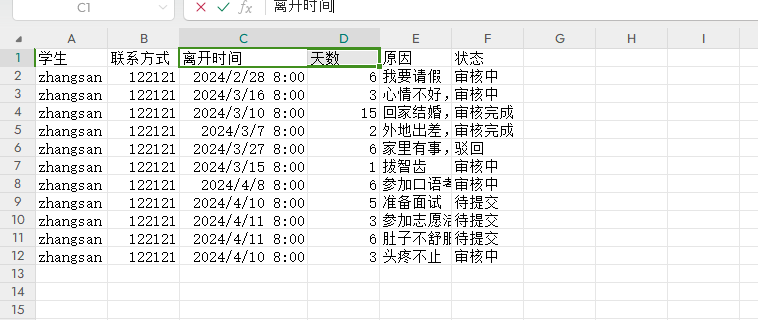 C1 × ✓ fx 离开时间
A B C D E F G H I
1 学生 联系方式 离开时间 天数 原因 状态
2 zhangsan 122121 2024/2/28 8:00 6 我要请假 审核中
3 zhangsan 122121 2024/3/16 8:00 3 心情不好, 审核中
4 zhangsan 122121 2024/3/10 8:00 15 回家结婚, 审核完成
5 zhangsan 122121 2024/3/7 8:00 2 外地出差, 审核完成
6 zhangsan 122121 2024/3/27 8:00 6 家里有事, 驳回
7 zhangsan 122121 2024/3/15 8:00 1 拔智齿 审核中
8 zhangsan 122121 2024/4/8 8:00 6 参加口语 审核中
9 zhangsan 122121 2024/4/10 8:00 5 准备面试 待提交
10 zhangsan 122121 2024/4/11 8:00 3 参加志愿 待提交
11 zhangsan 122121 2024/4/11 8:00 6 肚子不舒服 待提交
12 zhangsan 122121 2024/4/10 8:00 3 头疼不止 审核中
13
14
15